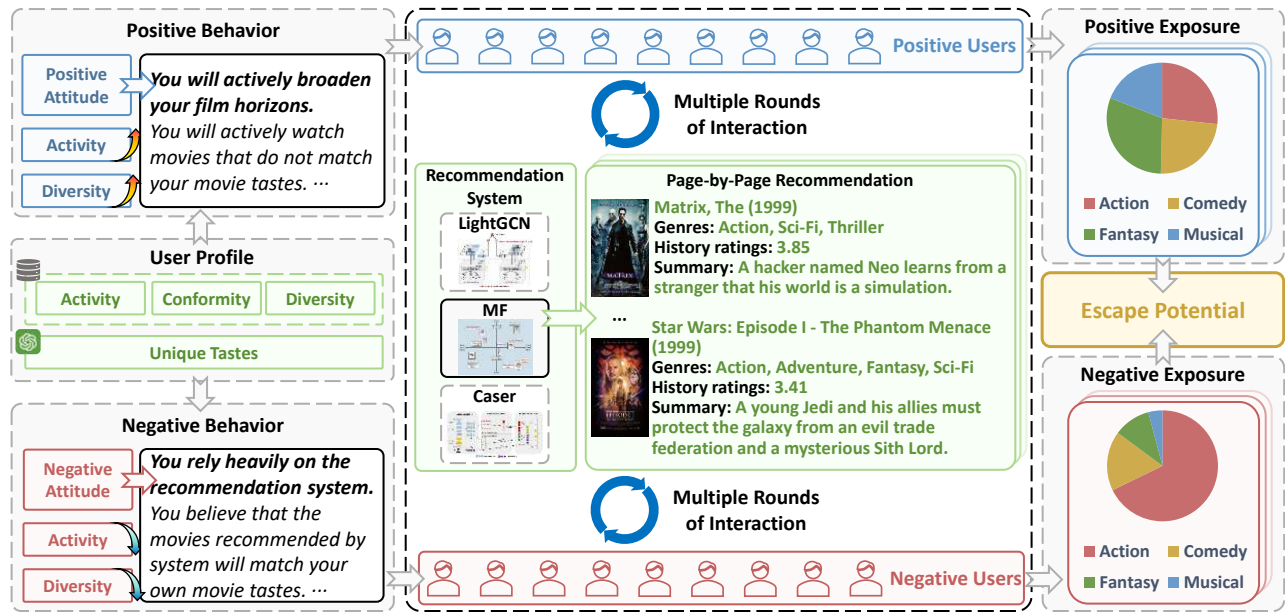 Positive Behavior
Positive
Attitude
Activity
Diversity
You will actively broaden
your film horizons.
You will actively watch
movies that do not match
your movie tastes. ...
User Profile
Activity
Conformity
Diversity
Unique Tastes
Negative Behavior
Negative
Attitude
Activity
Diversity
You rely heavily on the
recommendation system.
You believe that the
movies recommended by
system will match your
own movie tastes. ...
Positive Users
Multiple Rounds
of Interaction
Recommendation
System
LightGCN
MF
Caser
Page-by-Page Recommendation
Matrix, The (1999)
Genres: Action, Sci-Fi, Thriller
History ratings: 3.85
Summary: A hacker named Neo learns from a
stranger that his world is a simulation.
...
Star Wars: Episode I - The Phantom Menace
(1999)
Genres: Action, Adventure, Fantasy, Sci-Fi
History ratings: 3.41
Summary: A young Jedi and his allies must
protect the galaxy from an evil trade
federation and a mysterious Sith Lord.
Multiple Rounds
of Interaction
Negative Users
Positive Exposure
Action
Comedy
Fantasy
Musical
Escape Potential
Negative Exposure
Action
Comedy
Fantasy
Musical